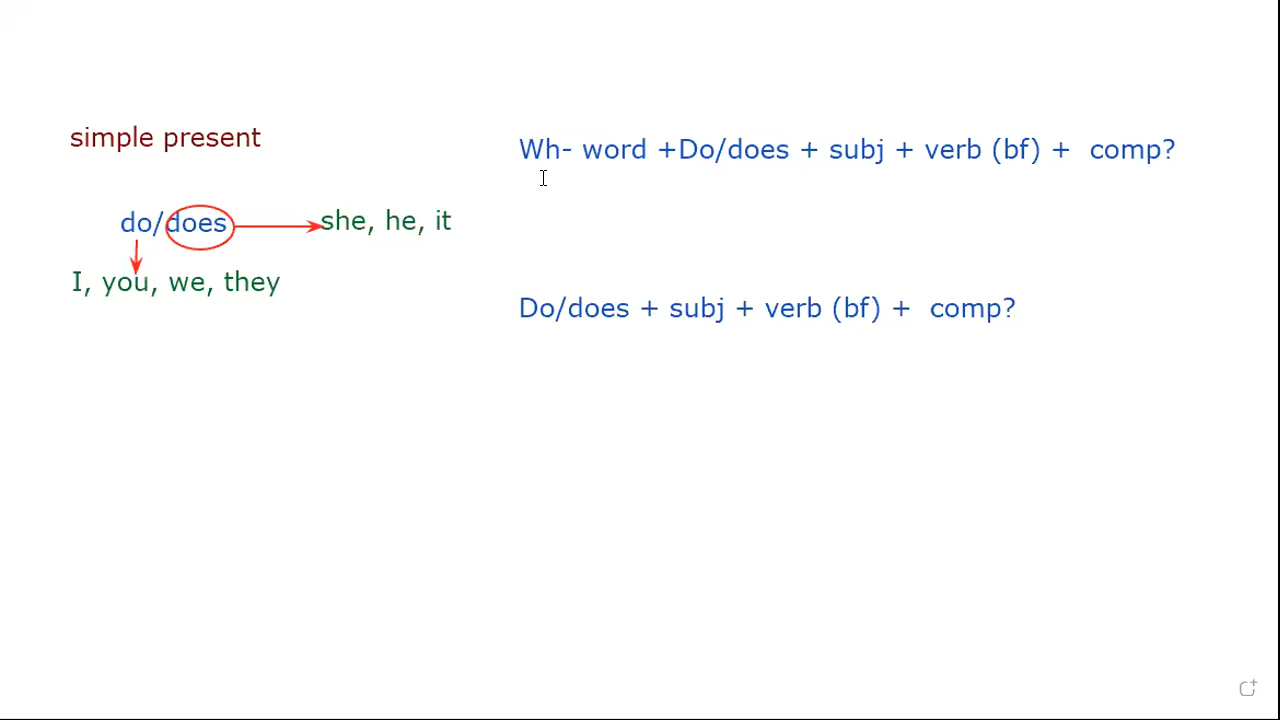 simple present
do/does she, he, it
I, you, we, they
Wh- word +Do/does + subj + verb (bf) + comp?
Do/does + subj + verb (bf) + comp?